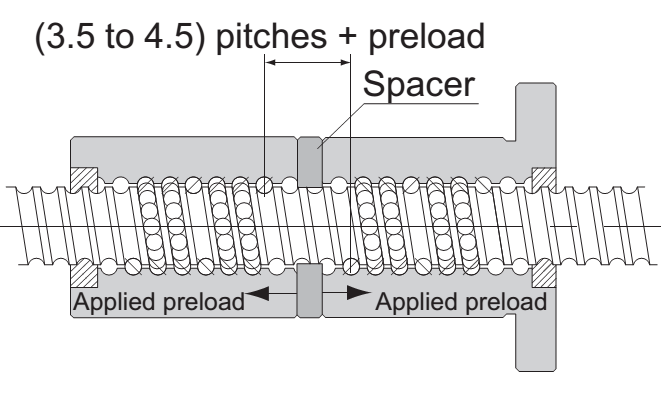 (3.5 to 4.5) pitches + preload
Spacer
Applied preload
Applied preload